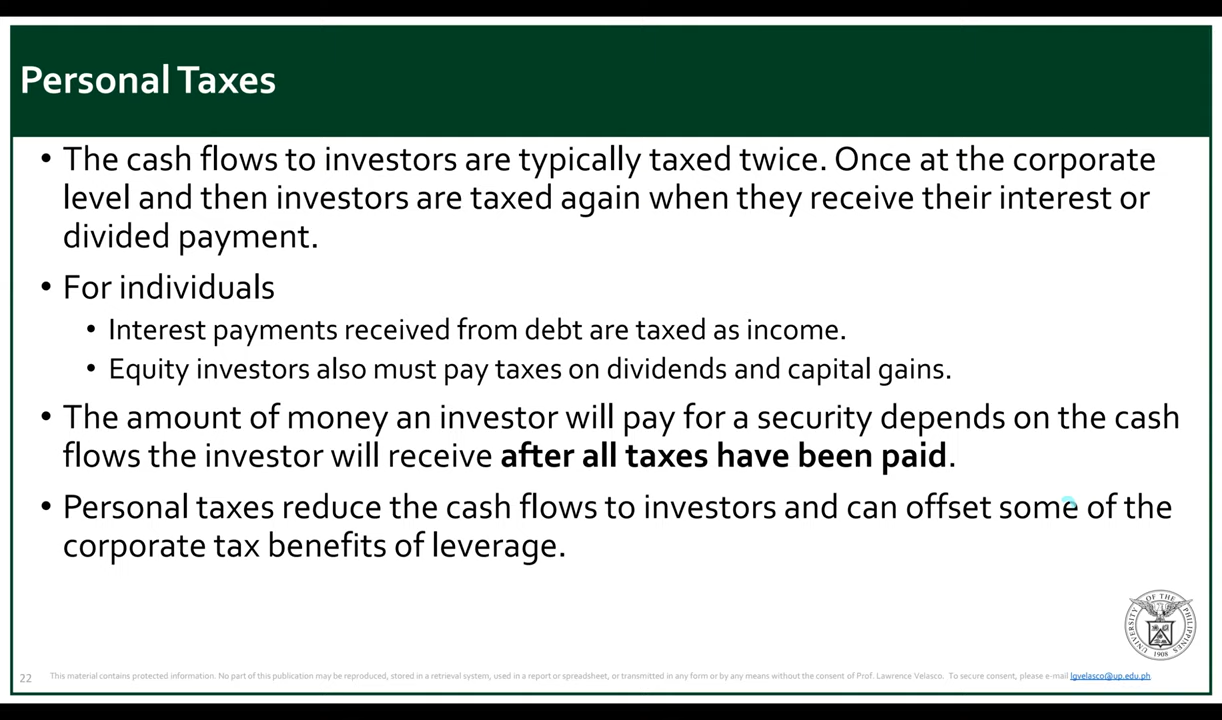 Personal Taxes
• The cash flows to investors are typically taxed twice. Once at the corporate
level and then investors are taxed again when they receive their interest or
divided payment.
• For individuals
• Interest payments received from debt are taxed as income.
• Equity investors also must pay taxes on dividends and capital gains.
• The amount of money an investor will pay for a security depends on the cash
flows the investor will receive after all taxes have been paid.
• Personal taxes reduce the cash flows to investors and can offset some of the
corporate tax benefits of leverage.
UNIVERSITY OF THE PHILIPPINES
1908
22 This material contains protected information. No part of this publication may be reproduced, stored in a retrieval system, used in a report or spreadsheet, or transmitted in any form or by any means without the consent of Prof. Lawrence Velasco. To secure consent, please e-mail lgvelasco@up.edu.ph